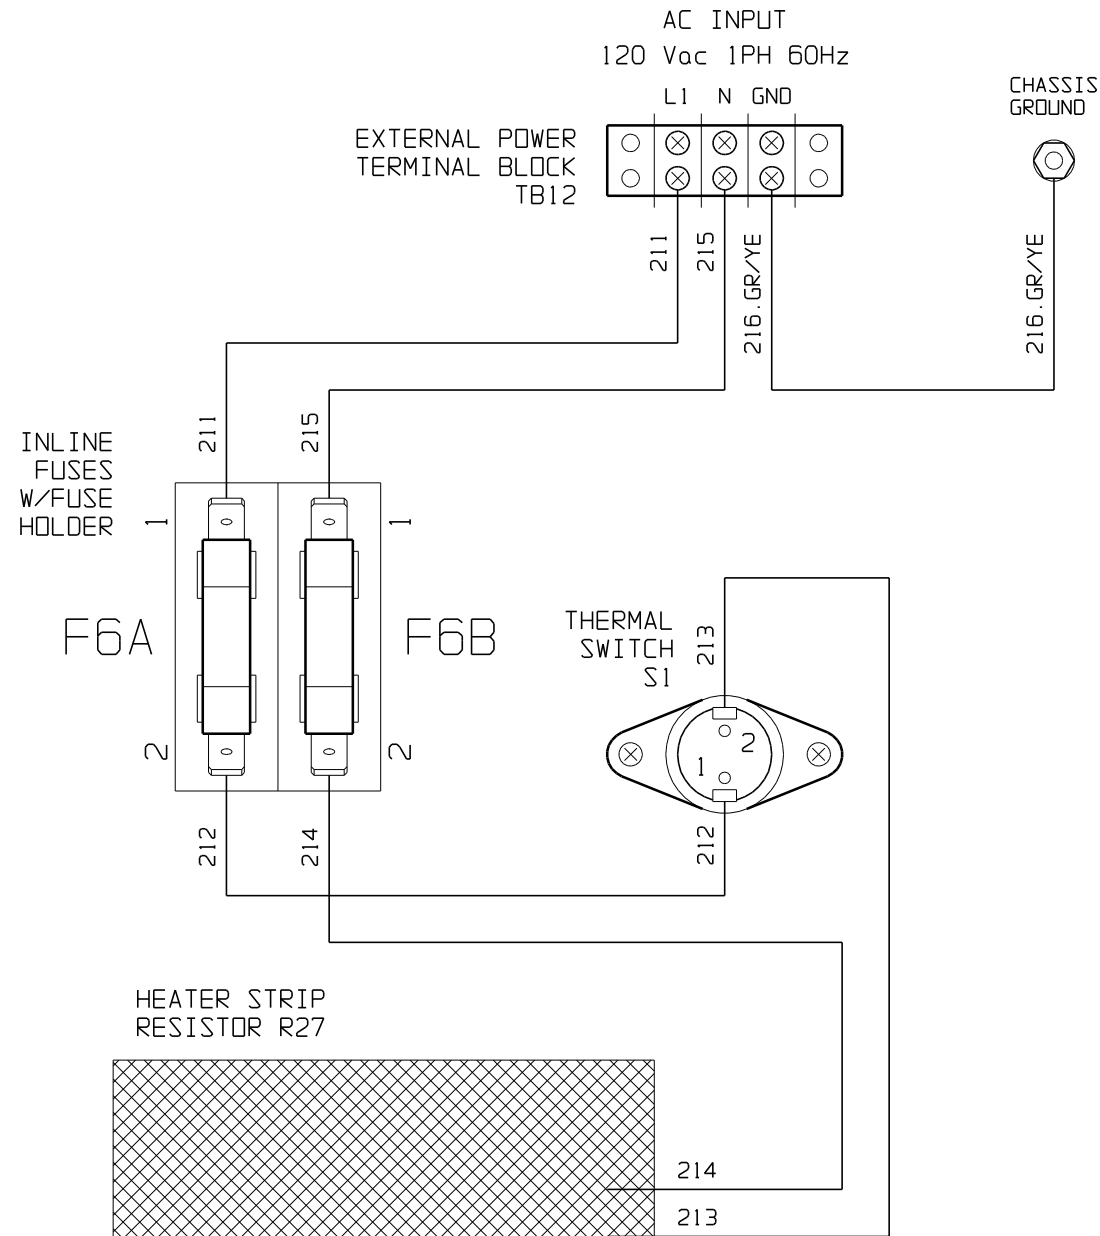 AC INPUT
120 Vac 1PH 60Hz
L1 N GND
CHASSIS
GROUND
EXTERNAL POWER
TERMINAL BLOCK
TB12
211
215
216.GR/YE
216.GR/YE
211
215
INLINE
FUSES
W/FUSE
HOLDER
1
1
F6A
F6B
2
2
THERMAL
SWITCH
S1
213
2
1
212
212
214
HEATER STRIP
RESISTOR R27
214
213